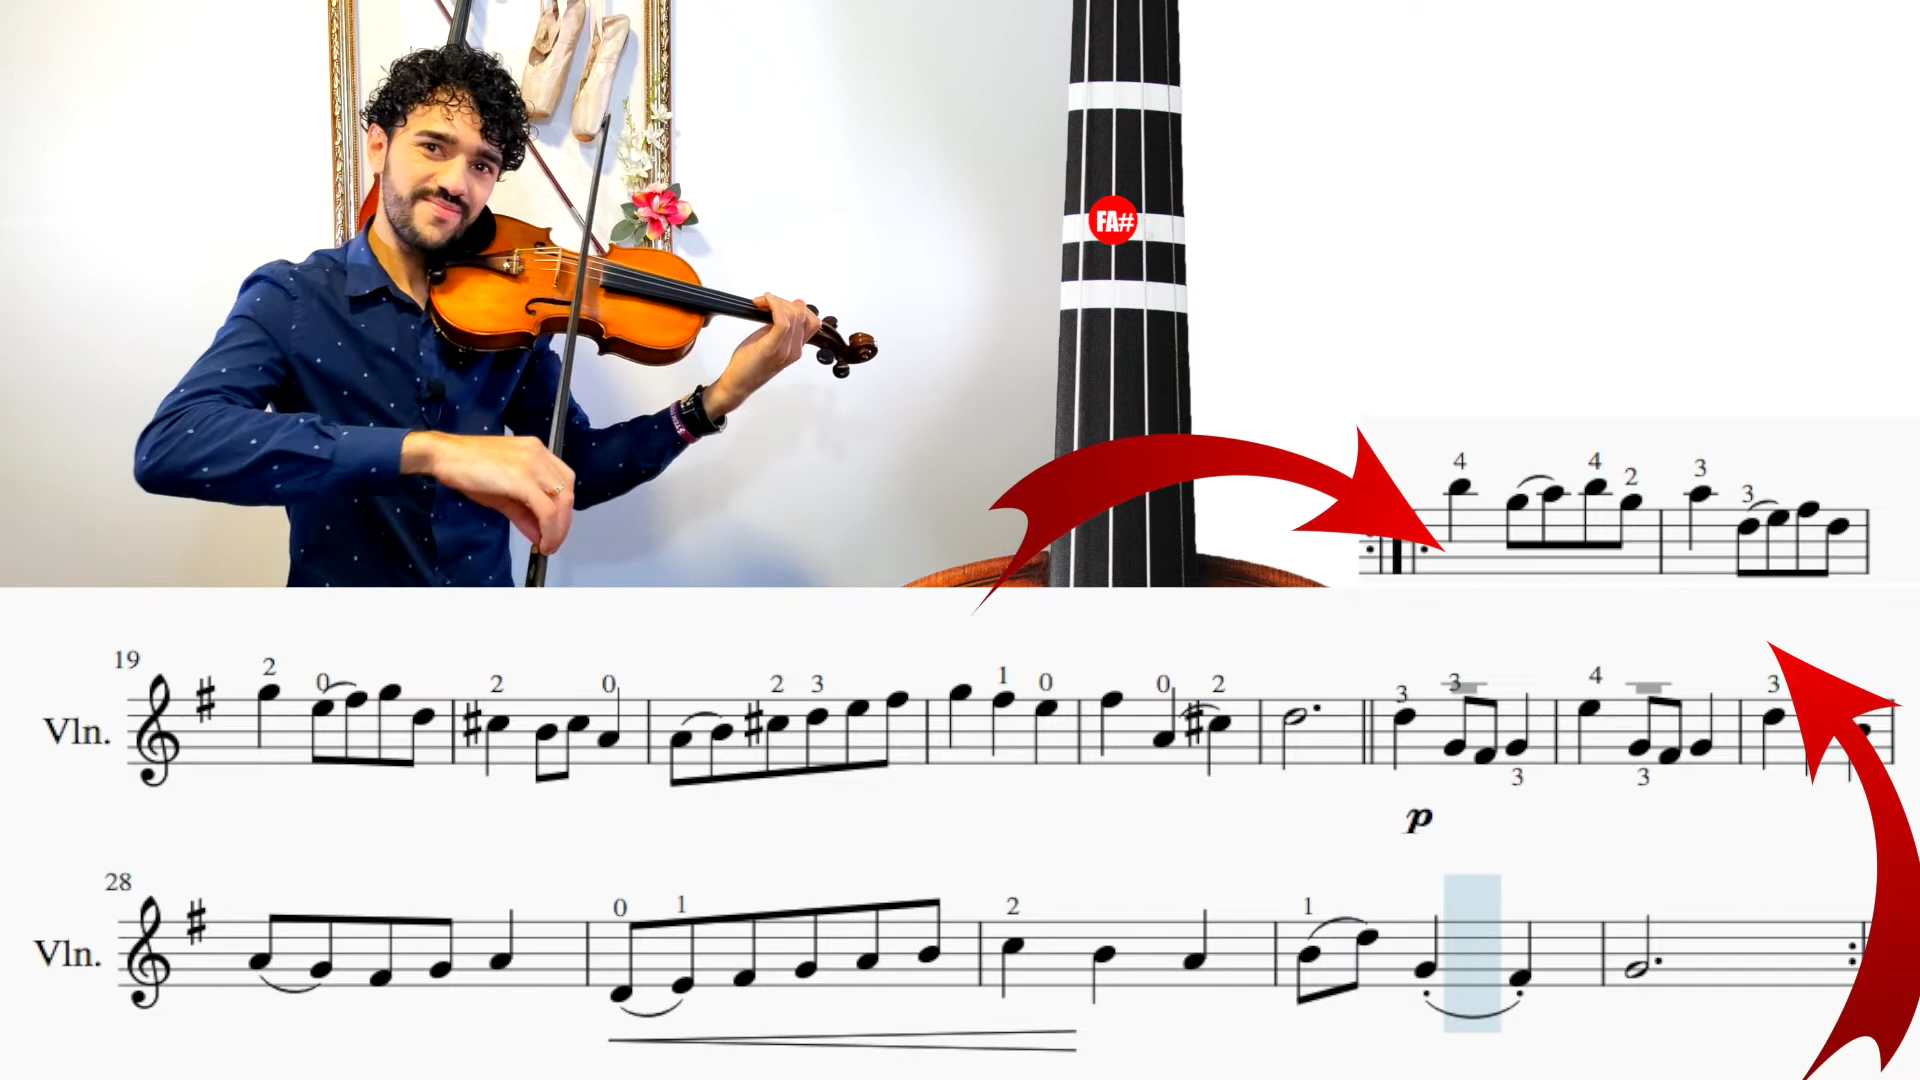 FA#
4 4 2 3 3
19
2 0 2 0 2 3 1 0 0 2 3 3 4 3
Vln.
3 3
p
28
0 1 2 1
Vln.